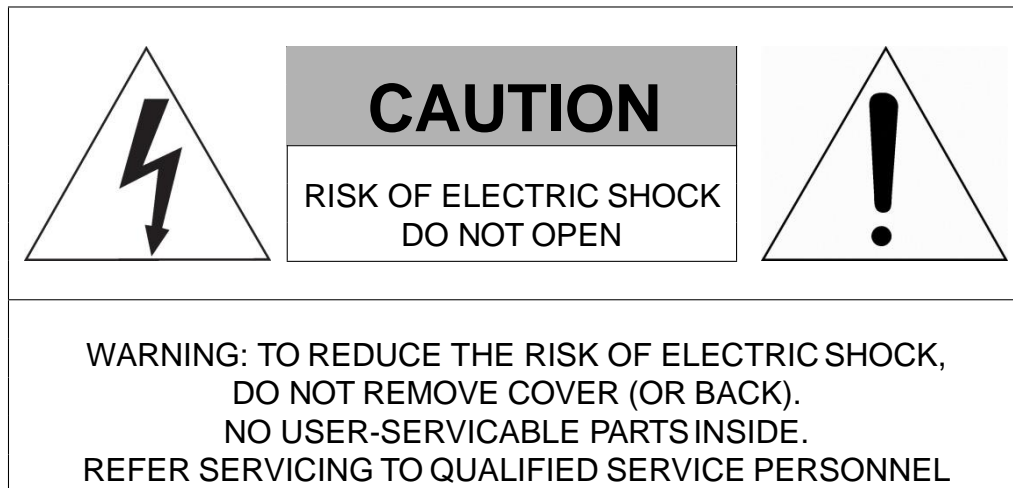 CAUTION
RISK OF ELECTRIC SHOCK
DO NOT OPEN
WARNING: TO REDUCE THE RISK OF ELECTRIC SHOCK,
DO NOT REMOVE COVER (OR BACK).
NO USER-SERVICABLE PARTS INSIDE.
REFER SERVICING TO QUALIFIED SERVICE PERSONNEL